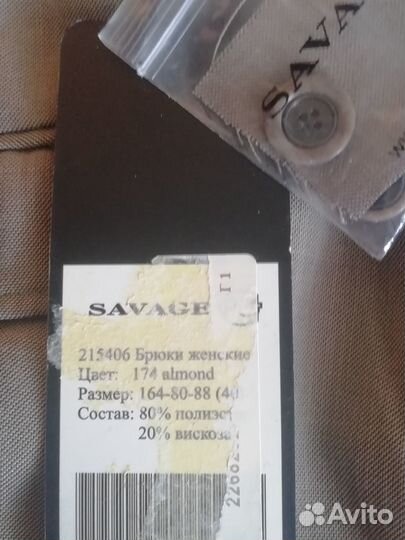 SAVA
w
Г1
SAVAGE
215406 Брюки женские
Цвет: 174 almond
Размер: 164-80-88 (40
Состав: 80% полиэст
20% вискоза
Avito